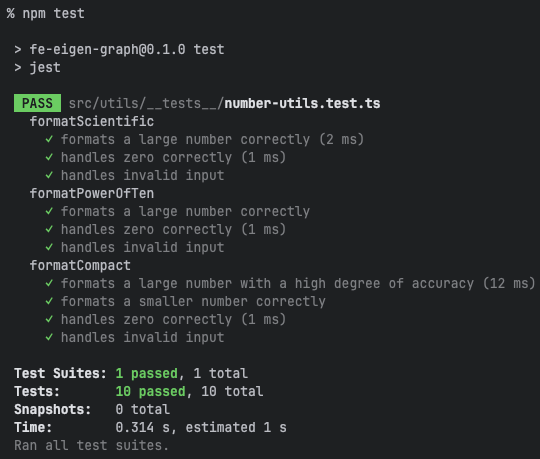 % npm test
> fe-eigen-graph@0.1.0 test
> jest
PASS src/utils/__tests__/number-utils.test.ts
formatScientific
✓ formats a large number correctly (2 ms)
✓ handles zero correctly (1 ms)
✓ handles invalid input
formatPowerOfTen
✓ formats a large number correctly
✓ handles zero correctly (1 ms)
✓ handles invalid input
formatCompact
✓ formats a large number with a high degree of accuracy (12 ms)
✓ formats a smaller number correctly
✓ handles zero correctly (1 ms)
✓ handles invalid input
Test Suites: 1 passed, 1 total
Tests: 10 passed, 10 total
Snapshots: 0 total
Time: 0.314 s, estimated 1 s
Ran all test suites.